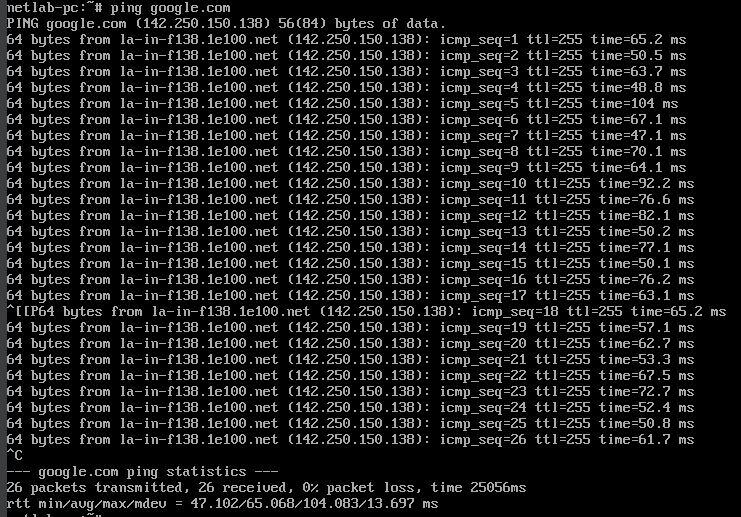 netlab-pc:~# ping google.com
PING google.com (142.250.150.138) 56(84) bytes of data.
64 bytes from la-in-f138.1e100.net (142.250.150.138): icmp_seq=1 ttl=255 time=65.2 ms
64 bytes from la-in-f138.1e100.net (142.250.150.138): icmp_seq=2 ttl=255 time=50.5 ms
64 bytes from la-in-f138.1e100.net (142.250.150.138): icmp_seq=3 ttl=255 time=63.7 ms
64 bytes from la-in-f138.1e100.net (142.250.150.138): icmp_seq=4 ttl=255 time=48.8 ms
64 bytes from la-in-f138.1e100.net (142.250.150.138): icmp_seq=5 ttl=255 time=104 ms
64 bytes from la-in-f138.1e100.net (142.250.150.138): icmp_seq=6 ttl=255 time=67.1 ms
64 bytes from la-in-f138.1e100.net (142.250.150.138): icmp_seq=7 ttl=255 time=47.1 ms
64 bytes from la-in-f138.1e100.net (142.250.150.138): icmp_seq=8 ttl=255 time=70.1 ms
64 bytes from la-in-f138.1e100.net (142.250.150.138): icmp_seq=9 ttl=255 time=64.1 ms
64 bytes from la-in-f138.1e100.net (142.250.150.138): icmp_seq=10 ttl=255 time=92.2 ms
64 bytes from la-in-f138.1e100.net (142.250.150.138): icmp_seq=11 ttl=255 time=76.6 ms
64 bytes from la-in-f138.1e100.net (142.250.150.138): icmp_seq=12 ttl=255 time=82.1 ms
64 bytes from la-in-f138.1e100.net (142.250.150.138): icmp_seq=13 ttl=255 time=50.2 ms
64 bytes from la-in-f138.1e100.net (142.250.150.138): icmp_seq=14 ttl=255 time=77.1 ms
64 bytes from la-in-f138.1e100.net (142.250.150.138): icmp_seq=15 ttl=255 time=50.1 ms
64 bytes from la-in-f138.1e100.net (142.250.150.138): icmp_seq=16 ttl=255 time=76.2 ms
64 bytes from la-in-f138.1e100.net (142.250.150.138): icmp_seq=17 ttl=255 time=63.1 ms
^[[P64 bytes from la-in-f138.1e100.net (142.250.150.138): icmp_seq=18 ttl=255 time=65.2 ms
64 bytes from la-in-f138.1e100.net (142.250.150.138): icmp_seq=19 ttl=255 time=57.1 ms
64 bytes from la-in-f138.1e100.net (142.250.150.138): icmp_seq=20 ttl=255 time=62.7 ms
64 bytes from la-in-f138.1e100.net (142.250.150.138): icmp_seq=21 ttl=255 time=53.3 ms
64 bytes from la-in-f138.1e100.net (142.250.150.138): icmp_seq=22 ttl=255 time=67.5 ms
64 bytes from la-in-f138.1e100.net (142.250.150.138): icmp_seq=23 ttl=255 time=72.7 ms
64 bytes from la-in-f138.1e100.net (142.250.150.138): icmp_seq=24 ttl=255 time=52.4 ms
64 bytes from la-in-f138.1e100.net (142.250.150.138): icmp_seq=25 ttl=255 time=50.8 ms
64 bytes from la-in-f138.1e100.net (142.250.150.138): icmp_seq=26 ttl=255 time=61.7 ms
^C
--- google.com ping statistics ---
26 packets transmitted, 26 received, 0% packet loss, time 25056ms
rtt min/avg/max/mdev = 47.102/65.068/104.083/13.697 ms